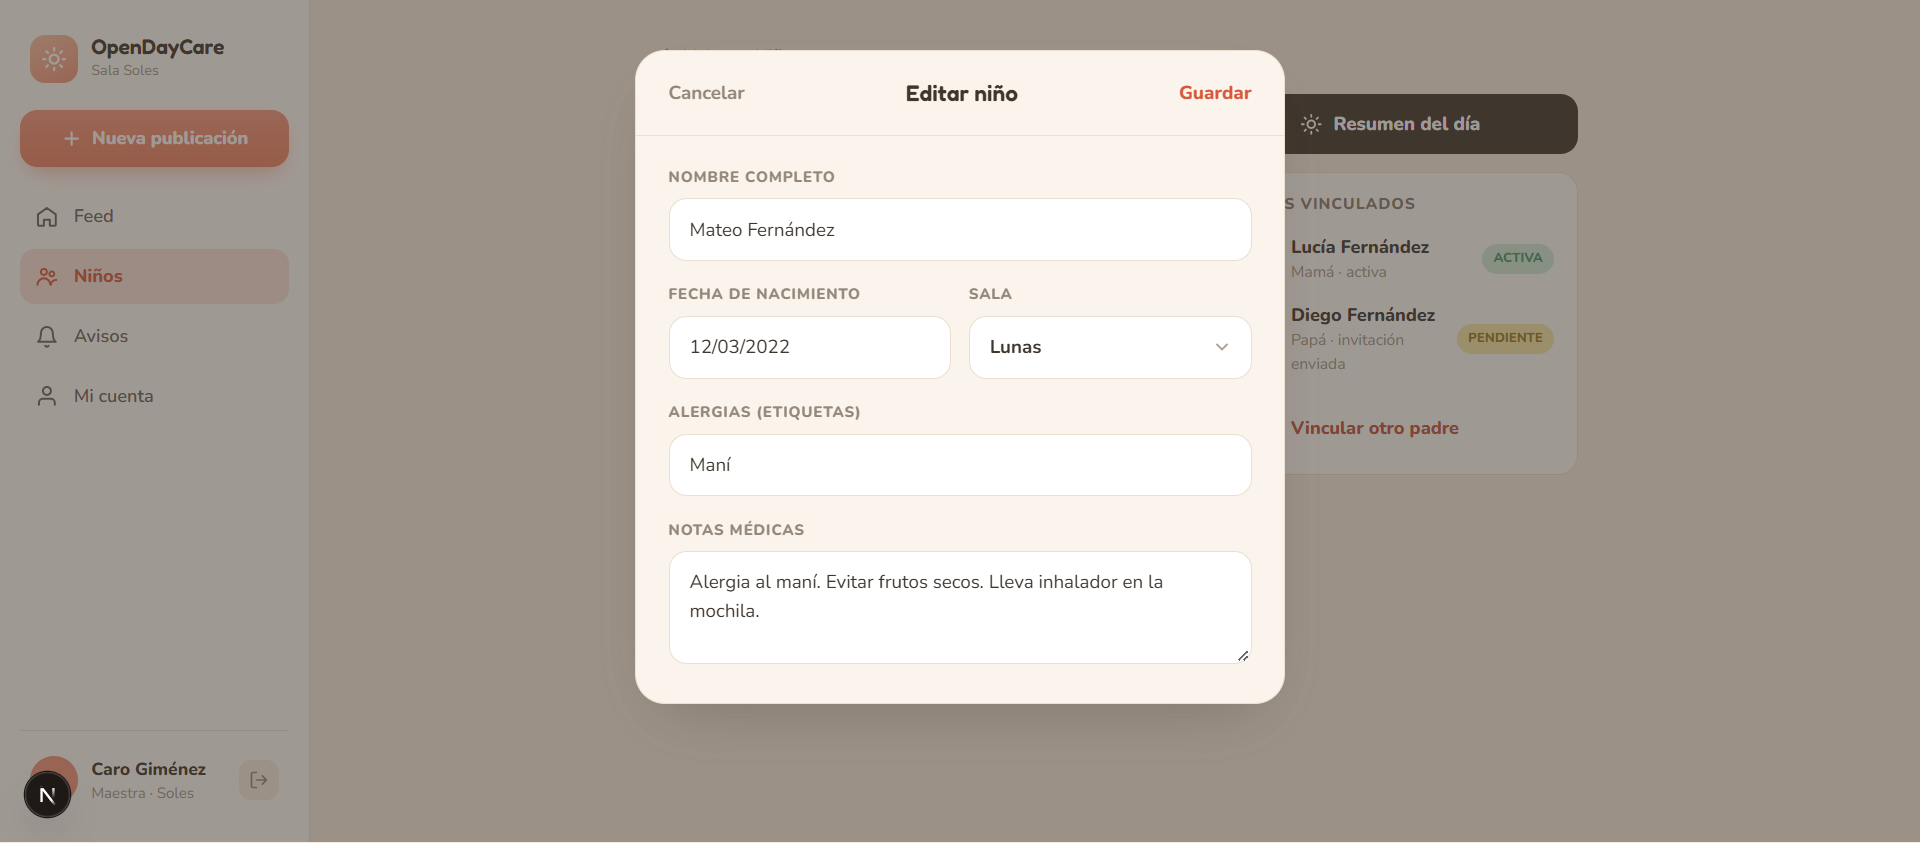 OpenDayCare
Sala Soles
Nueva publicación
Feed
Niños
Avisos
Mi cuenta
Caro Giménez
Maestra · Soles
N
Cancelar
Editar niño
Guardar
NOMBRE COMPLETO
Mateo Fernández
FECHA DE NACIMIENTO
SALA
12/03/2022
Lunas
ALERGIAS (ETIQUETAS)
Maní
NOTAS MÉDICAS
Alergia al maní. Evitar frutos secos. Lleva inhalador en la
mochila.
Resumen del día
S VINCULADOS
Lucía Fernández
Mamá · activa
ACTIVA
Diego Fernández
Papá · invitación
enviada
PENDIENTE
Vincular otro padre